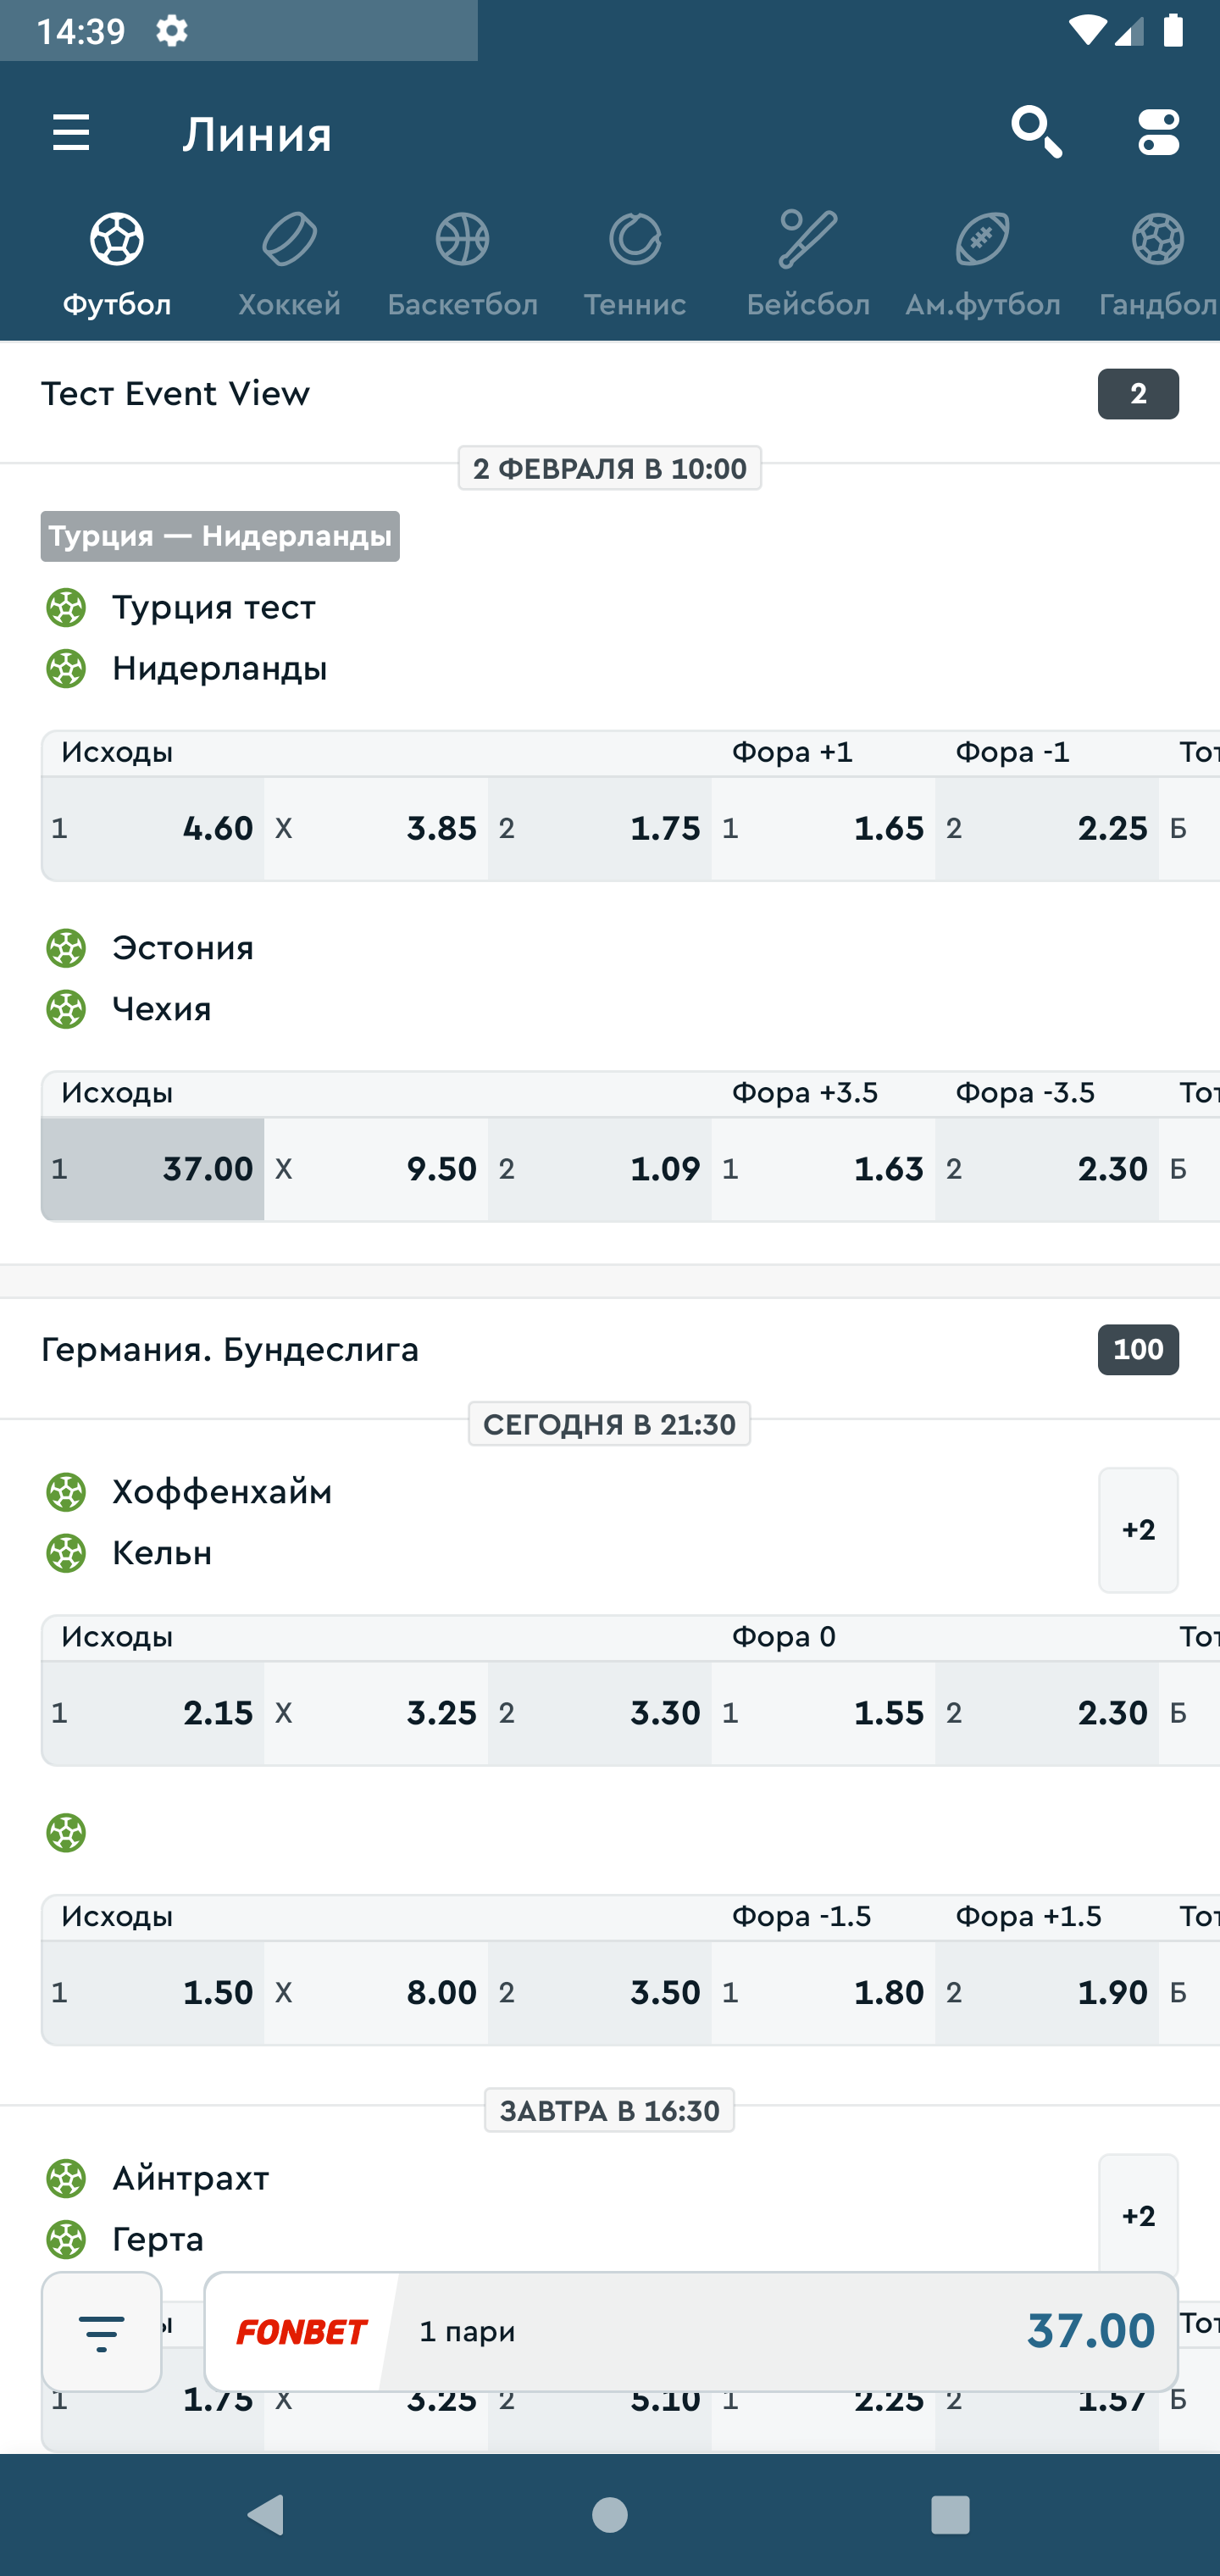 14:39
Линия
Футбол Хоккей Баскетбол Теннис Бейсбол Ам.футбол Гандбол
Тест Event View 2
2 ФЕВРАЛЯ В 10:00
Турция — Нидерланды
Турция тест
Нидерланды
Исходы Фора +1 Фора -1 Тот
1 4.60 X 3.85 2 1.75 1 1.65 2 2.25 Б
Эстония
Чехия
Исходы Фора +3.5 Фора -3.5 Тот
1 37.00 X 9.50 2 1.09 1 1.63 2 2.30 Б
Германия. Бундеслига 100
СЕГОДНЯ В 21:30
Хоффенхайм
+2
Кельн
Исходы Фора 0 Тот
1 2.15 X 3.25 2 3.30 1 1.55 2 2.30 Б
Исходы Фора -1.5 Фора +1.5 Тот
1 1.50 X 8.00 2 3.50 1 1.80 2 1.90 Б
ЗАВТРА В 16:30
Айнтрахт
+2
Герта
ы Тот
FONBET 1 пари 37.00
1 1.75 X 3.25 2 5.10 1 2.25 2 1.57 Б